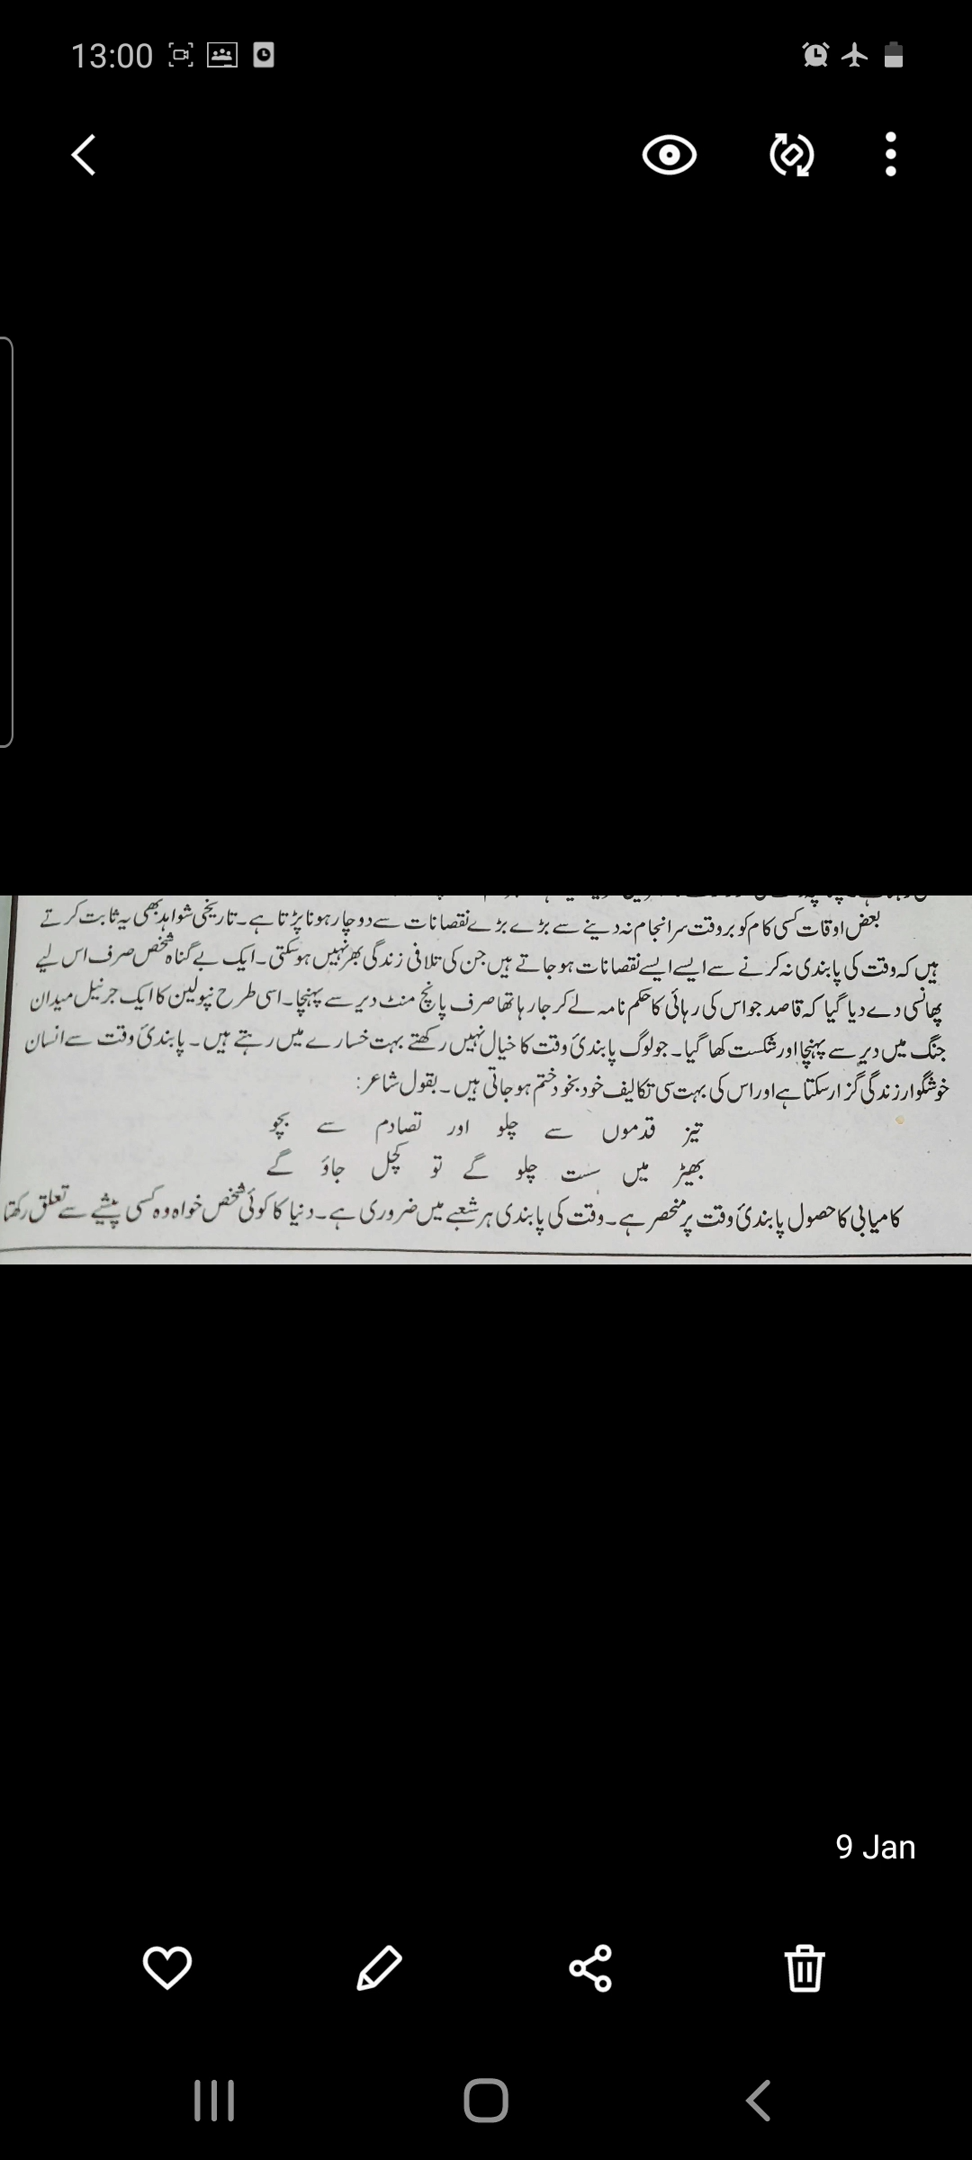 13:00
بعض اوقات کسی کام کو بروقت سرانجام نہ دینے سے بڑے بڑے نقصانات سے دوچار ہونا پڑتا ہے۔ تاریخی شواہد بھی یہ ثابت کرتے
ہیں کہ وقت کی پابندی نہ کرنے سے ایسے ایسے نقصانات ہو جاتے ہیں جن کی تلافی زندگی بھر نہیں ہو سکتی۔ ایک بے گناہ شخص صرف اس لیے
پھانسی دے دیا گیا کہ قاصد جو اس کی رہائی کا حکم نامہ لے کر جا رہا تھا صرف پانچ منٹ دیر سے پہنچا۔ اسی طرح نپولین کا ایک جرنیل میدان
جنگ میں دیر سے پہنچا اور شکست کھا گیا۔ جو لوگ پابندیٔ وقت کا خیال نہیں رکھتے بہت خسارے میں رہتے ہیں۔ پابندیٔ وقت سے انسان
خوشگوار زندگی گزار سکتا ہے اور اس کی بہت سی تکالیف خود بخود ختم ہو جاتی ہیں۔ بقول شاعر:
تیز قدموں سے چلو اور تصادم سے بچو
بھیڑ میں سست چلو گے تو کچل جاؤ گے
کامیابی کا حصول پابندیٔ وقت پر منحصر ہے۔ وقت کی پابندی ہر شعبے میں ضروری ہے۔ دنیا کا کوئی شخص خواہ وہ کسی پیشے سے تعلق رکھتا
9 Jan